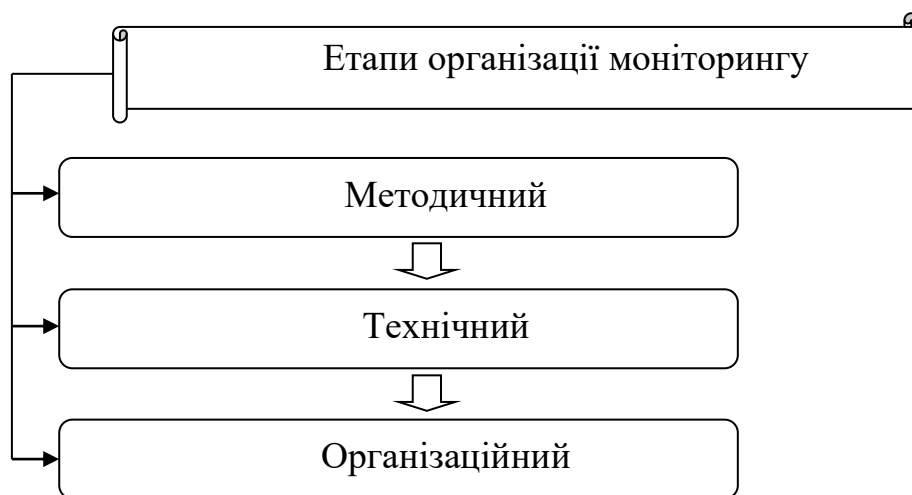 Етапи організації моніторингу
Методичний
Технічний
Організаційний